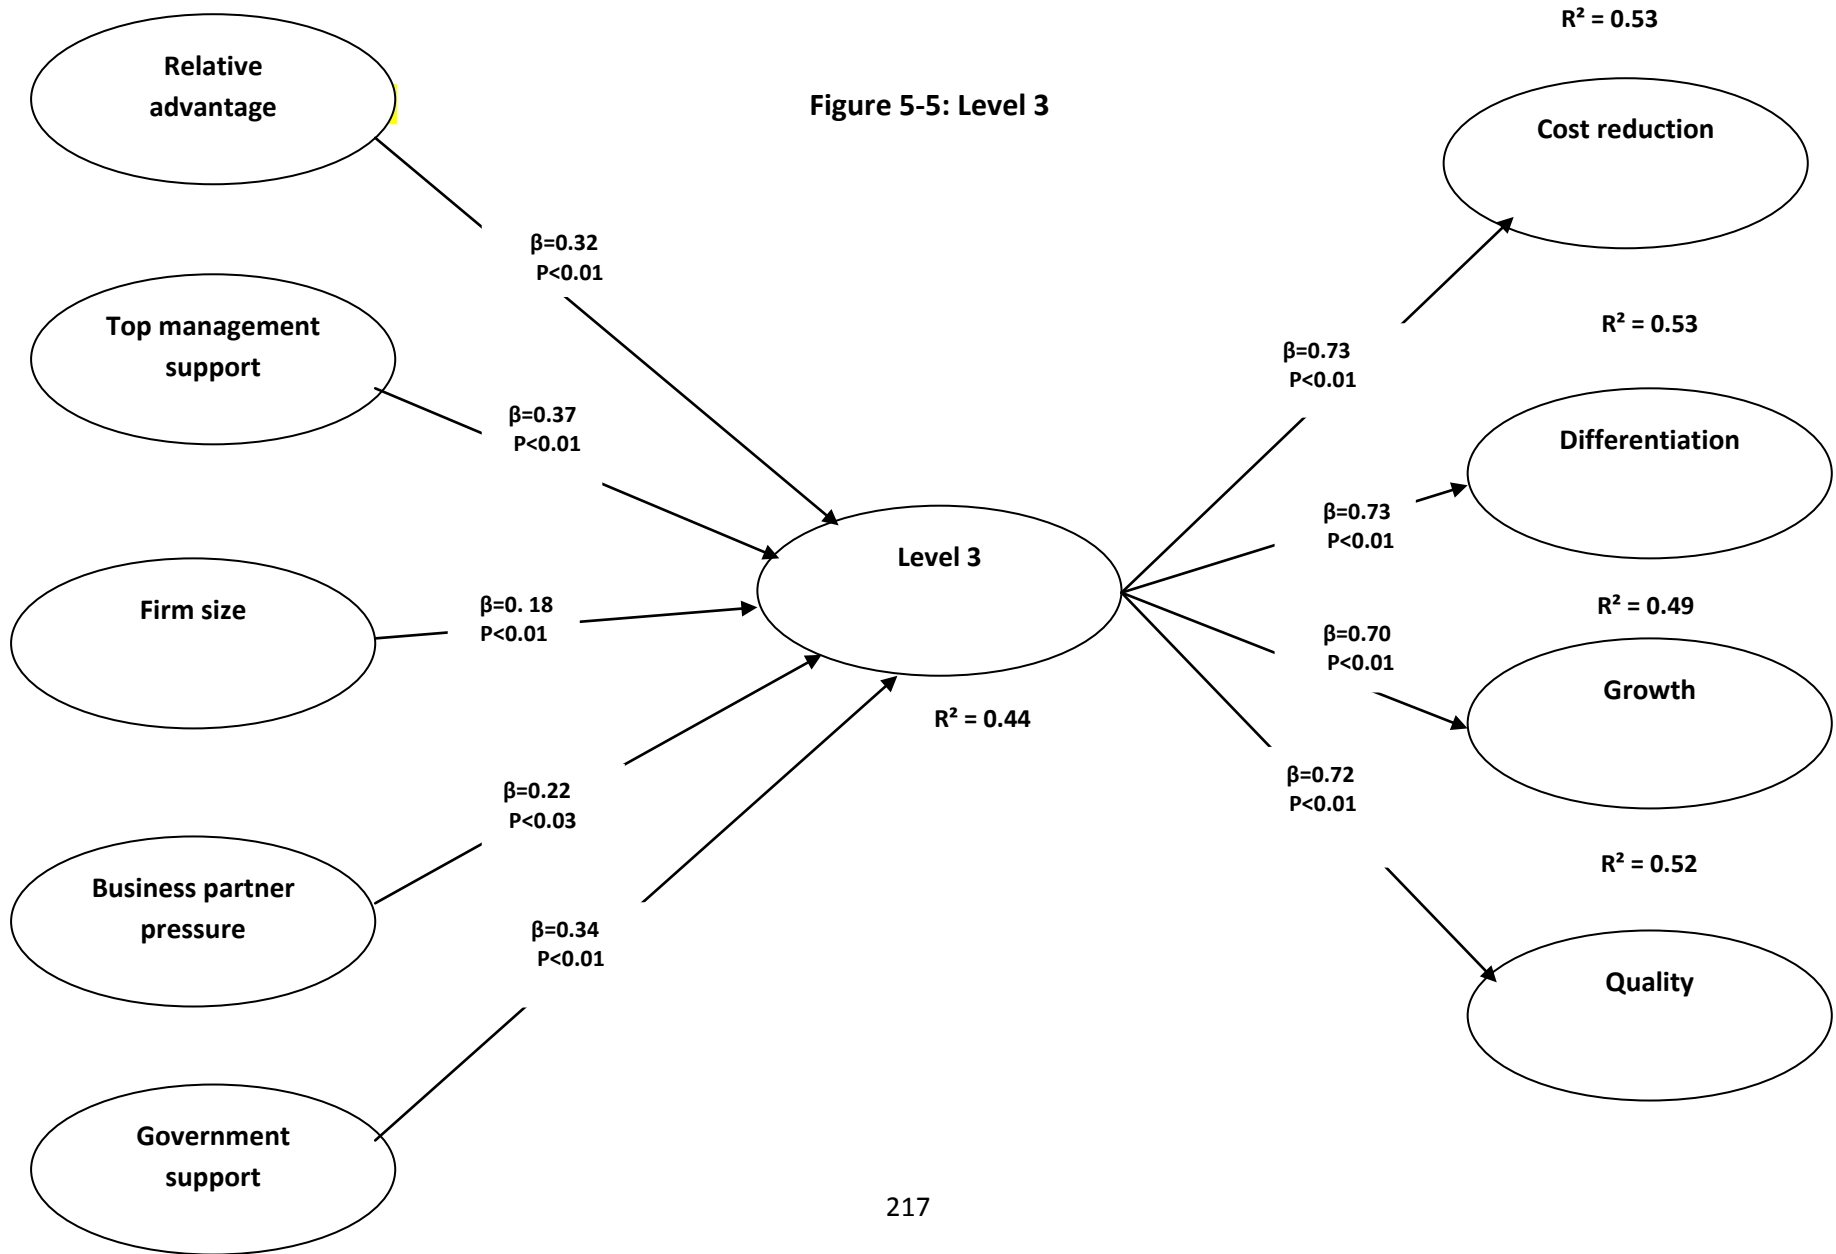 R² = 0.53
Relative
advantage
Figure 5-5: Level 3
Cost reduction
β=0.32
P<0.01
Top management
support
R² = 0.53
β=0.73
P<0.01
β=0.37
P<0.01
Differentiation
β=0.73
P<0.01
Level 3
Firm size
β=0. 18
P<0.01
R² = 0.49
β=0.70
P<0.01
Growth
R² = 0.44
β=0.72
P<0.01
β=0.22
P<0.03
R² = 0.52
Business partner
pressure
β=0.34
P<0.01
Quality
Government
support
217